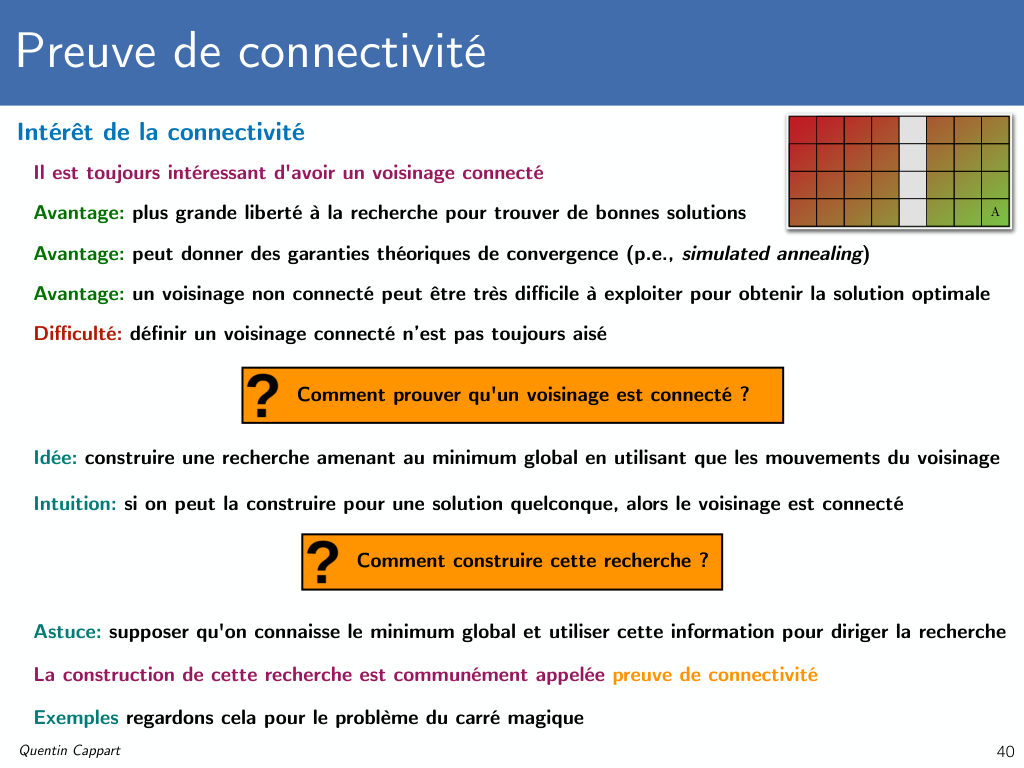 Preuve de connectivité
Intérêt de la connectivité
Il est toujours intéressant d'avoir un voisinage connecté
Avantage: plus grande liberté à la recherche pour trouver de bonnes solutions
A
Avantage: peut donner des garanties théoriques de convergence (p.e., simulated annealing)
Avantage: un voisinage non connecté peut être très difficile à exploiter pour obtenir la solution optimale
Difficulté: définir un voisinage connecté n'est pas toujours aisé
? Comment prouver qu'un voisinage est connecté ?
Idée: construire une recherche amenant au minimum global en utilisant que les mouvements du voisinage
Intuition: si on peut la construire pour une solution quelconque, alors le voisinage est connecté
? Comment construire cette recherche ?
Astuce: supposer qu'on connaisse le minimum global et utiliser cette information pour diriger la recherche
La construction de cette recherche est communément appelée preuve de connectivité
Exemples regardons cela pour le problème du carré magique
Quentin Cappart
40